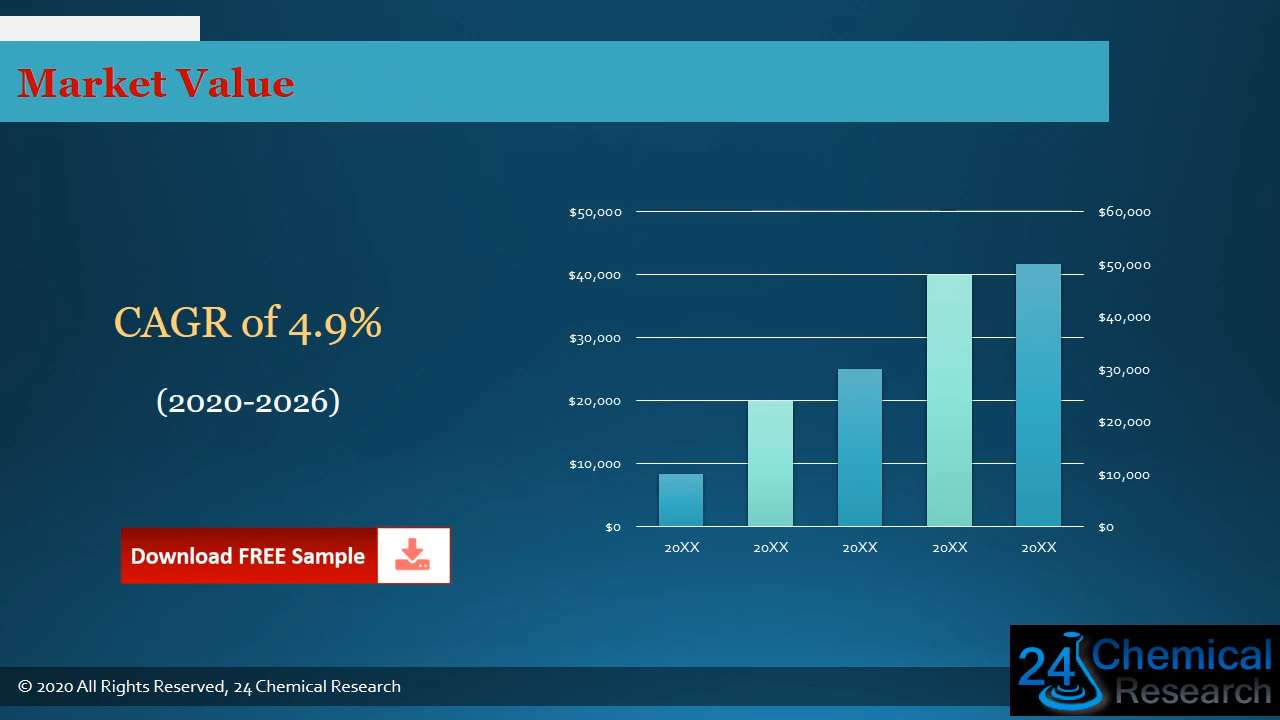 Market Value
CAGR of 4.9%
(2020-2026)
Download FREE Sample
$50,000
$40,000
$30,000
$20,000
$10,000
$0
$60,000
$50,000
$40,000
$30,000
$20,000
$10,000
$0
20XX 20XX 20XX 20XX 20XX
© 2020 All Rights Reserved, 24 Chemical Research
24 Chemical
Research